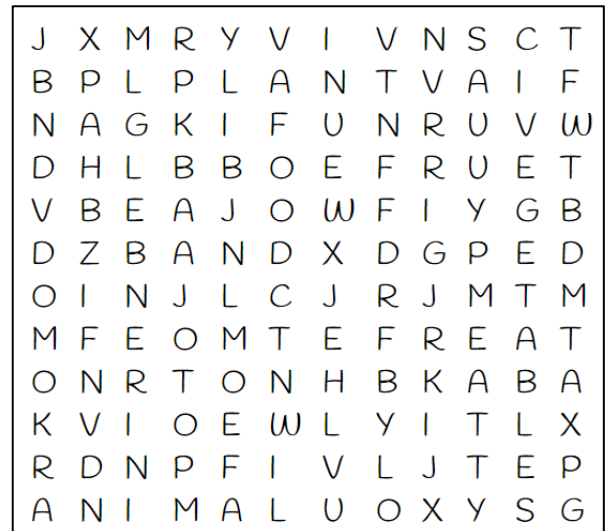 J X M R Y V I V N S C T
B P L P L A N T V A I F
N A G K I F U N R U V W
D H L B B O E F R U E T
V B E A J O W F I Y G B
D Z B A N D X D G P E D
O I N J L C J R J M T M
M F E O M T E F R E A T
O N R T O N H B K A B A
K V I O E W L Y I T L X
R D N P F I V L J T E P
A N I M A L U O X Y S G